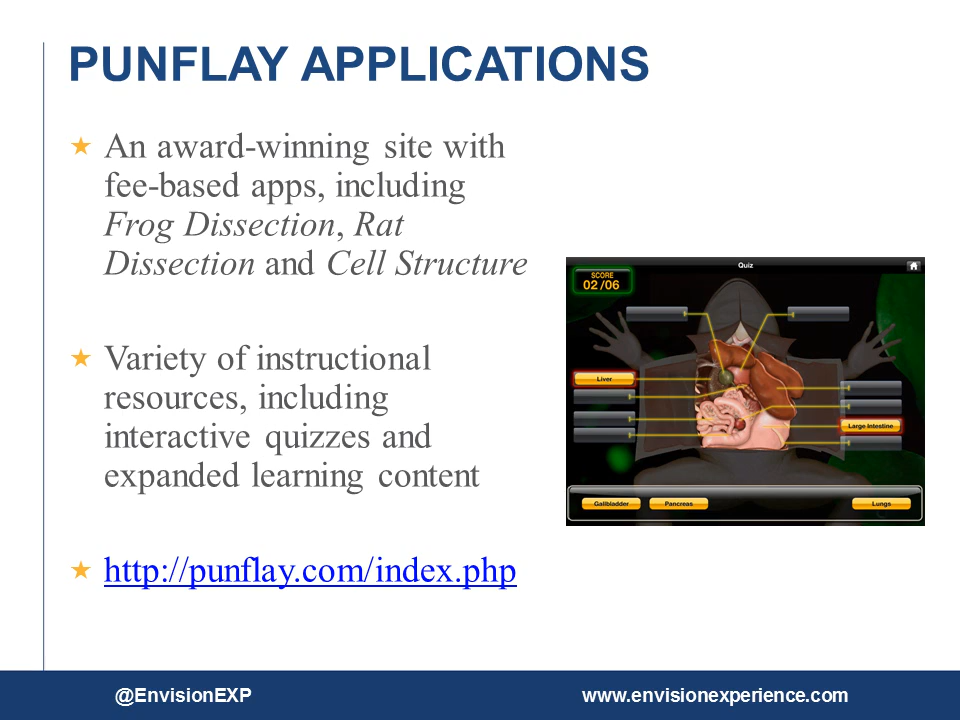 PUNFLAY APPLICATIONS
An award-winning site with
fee-based apps, including
Frog Dissection, Rat
Dissection and Cell Structure
Variety of instructional
resources, including
interactive quizzes and
expanded learning content
http://punflay.com/index.php
Quiz
SCORE
02/06
Liver
Large Intestine
Gallbladder
Pancreas
Lungs
@EnvisionEXP
www.envisionexperience.com